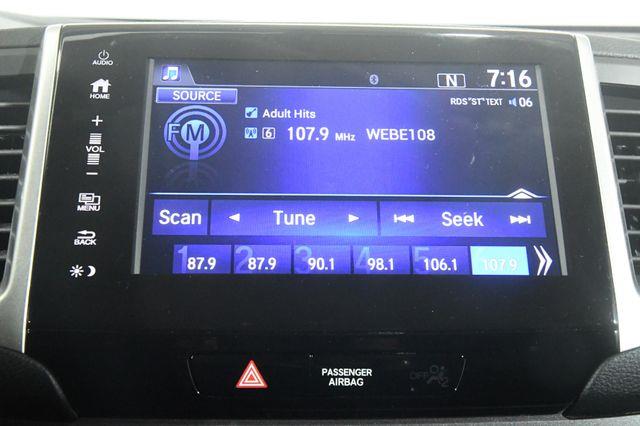 AUDIO
HOME
+
VOL
−
MENU
BACK
N 7:16
SOURCE
RDS"ST"TEXT 06
FM
Adult Hits
6 107.9 MHz WEBE108
Scan Tune Seek
1 87.9 2 87.9 3 90.1 4 98.1 5 106.1 107.9
PASSENGER
AIRBAG
OFF